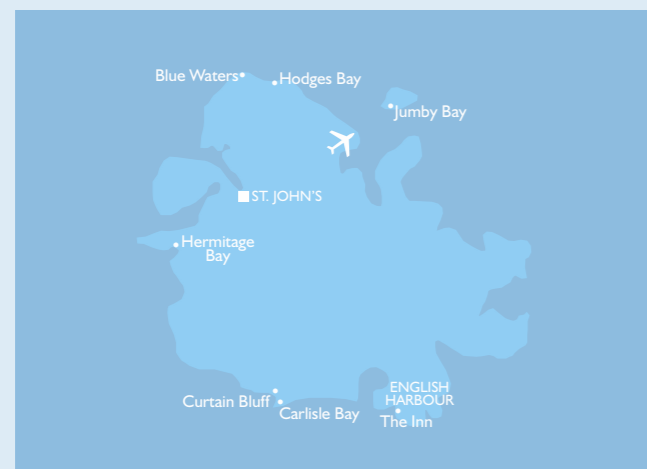 Blue Waters
Hodges Bay
Jumby Bay
ST. JOHN'S
Hermitage
Bay
ENGLISH
HARBOUR
Curtain Bluff
Carlisle Bay
The Inn